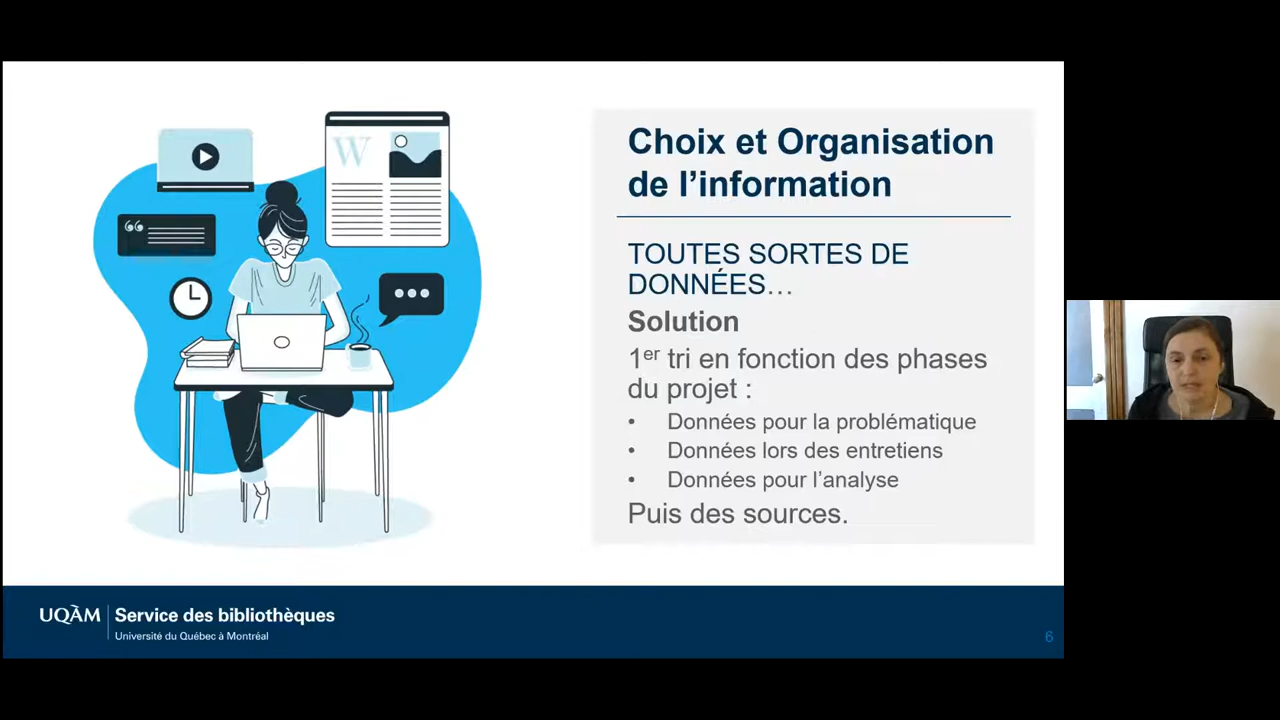 W
Choix et Organisation
de l’information
TOUTES SORTES DE
DONNÉES…
Solution
1er tri en fonction des phases
du projet :
• Données pour la problématique
• Données lors des entretiens
• Données pour l’analyse
Puis des sources.
UQÀM Service des bibliothèques
Université du Québec à Montréal
6